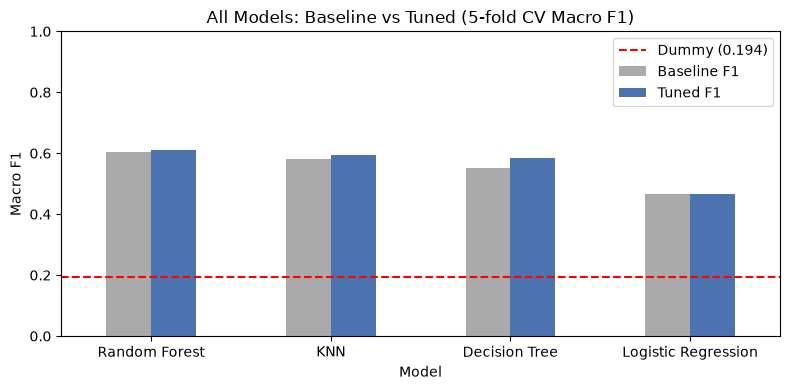 All Models: Baseline vs Tuned (5-fold CV Macro F1)
1.0
0.8
0.6
0.4
0.2
0.0
Macro F1
Dummy (0.194)
Baseline F1
Tuned F1
Random Forest
KNN
Decision Tree
Logistic Regression
Model